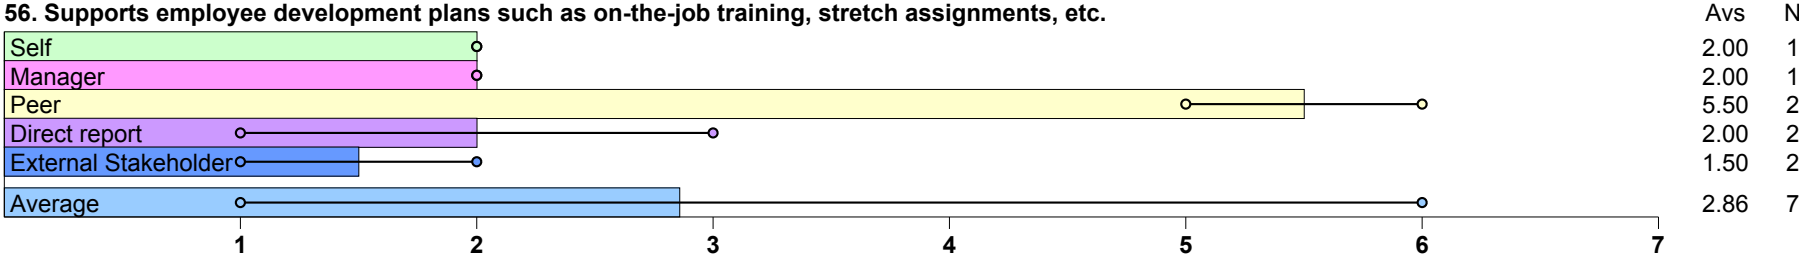 56. Supports employee development plans such as on-the-job training, stretch assignments, etc. Avs N
Self 2.00 1
Manager 2.00 1
Peer 5.50 2
Direct report 2.00 2
External Stakeholder 1.50 2
Average 2.86 7
1 2 3 4 5 6 7